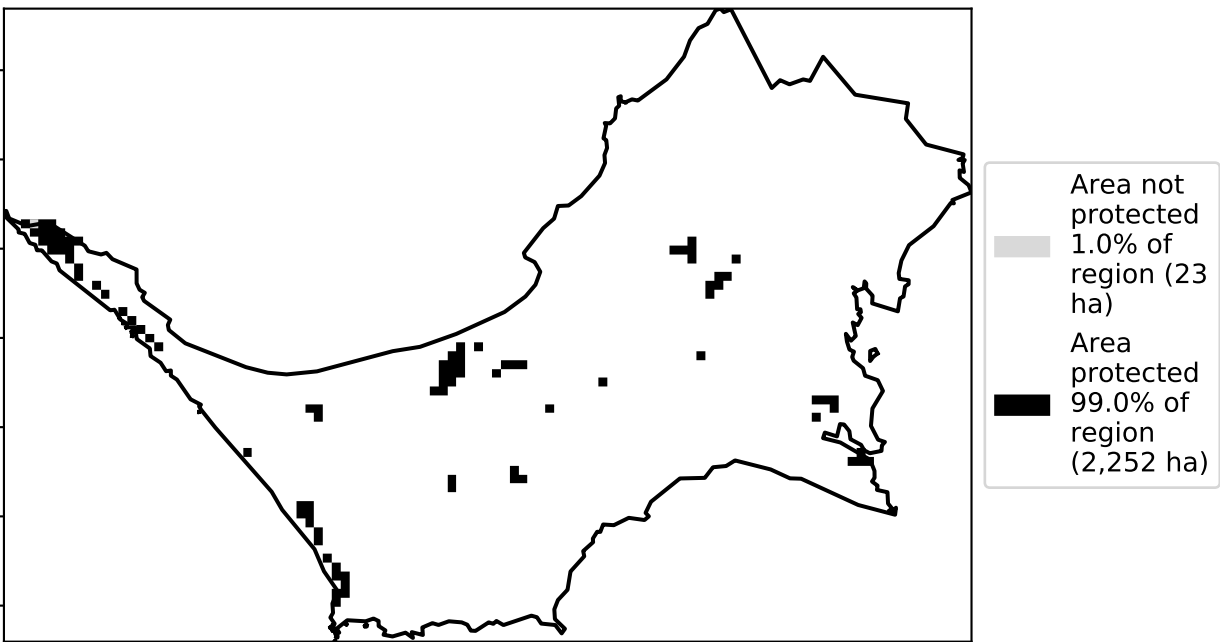 Area not
protected
1.0% of
region (23
ha)
Area
protected
99.0% of
region
(2,252 ha)